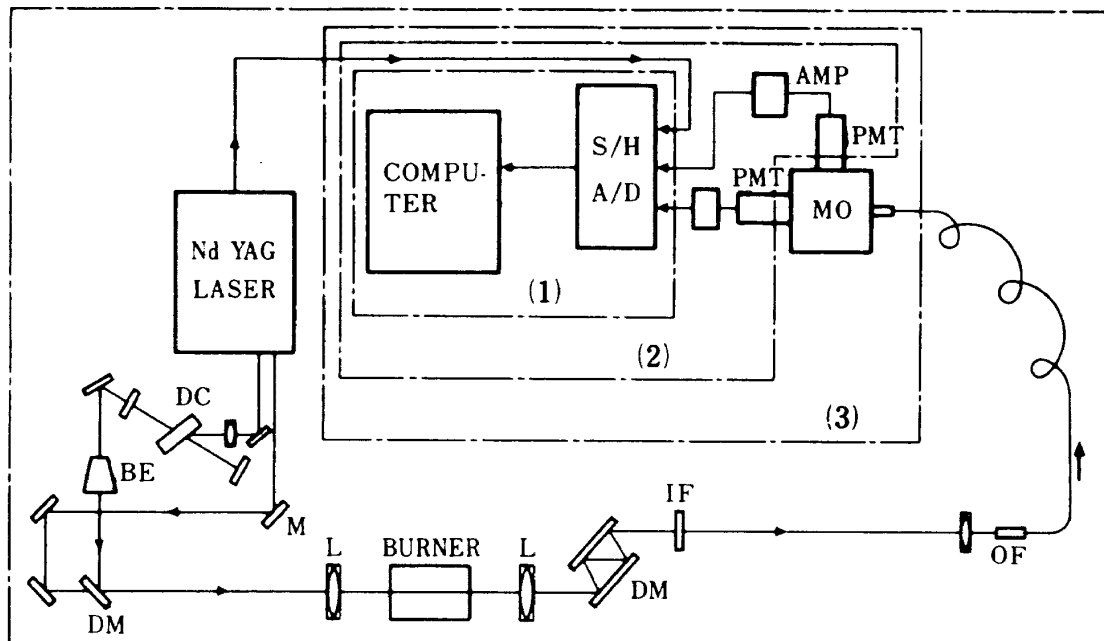 AMP
PMT
S/H
A/D
COMPU-
TER
PMT
MO
Nd YAG
LASER
(1)
(2)
(3)
DC
BE
M
IF
OF
L
BURNER
L
DM
DM